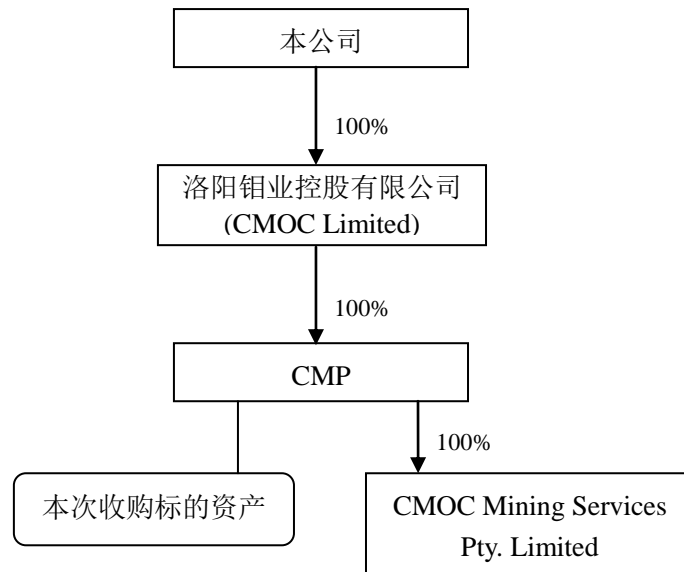 本公司
100%
洛阳钼业控股有限公司
(CMOC Limited)
100%
CMP
100%
本次收购标的资产
CMOC Mining Services
Pty. Limited